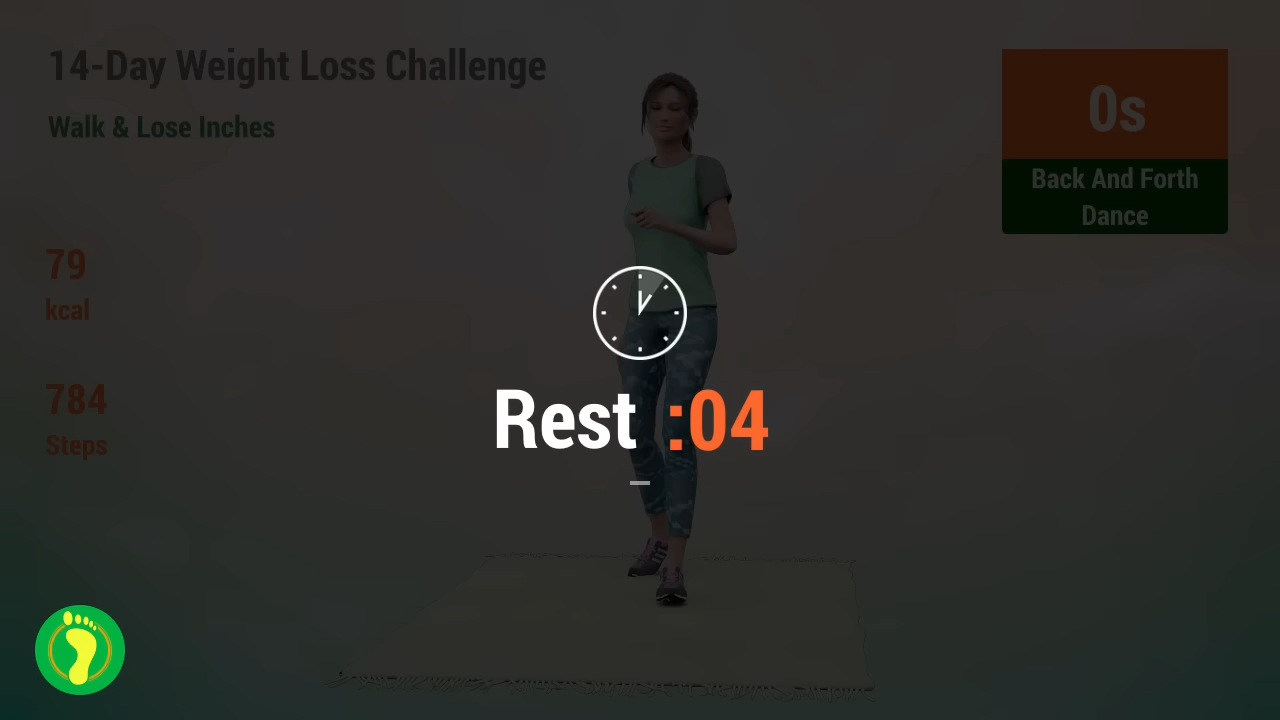 14-Day Weight Loss Challenge
Walk & Lose Inches
0s
Back And Forth
Dance
79
kcal
784
Steps
Rest :04